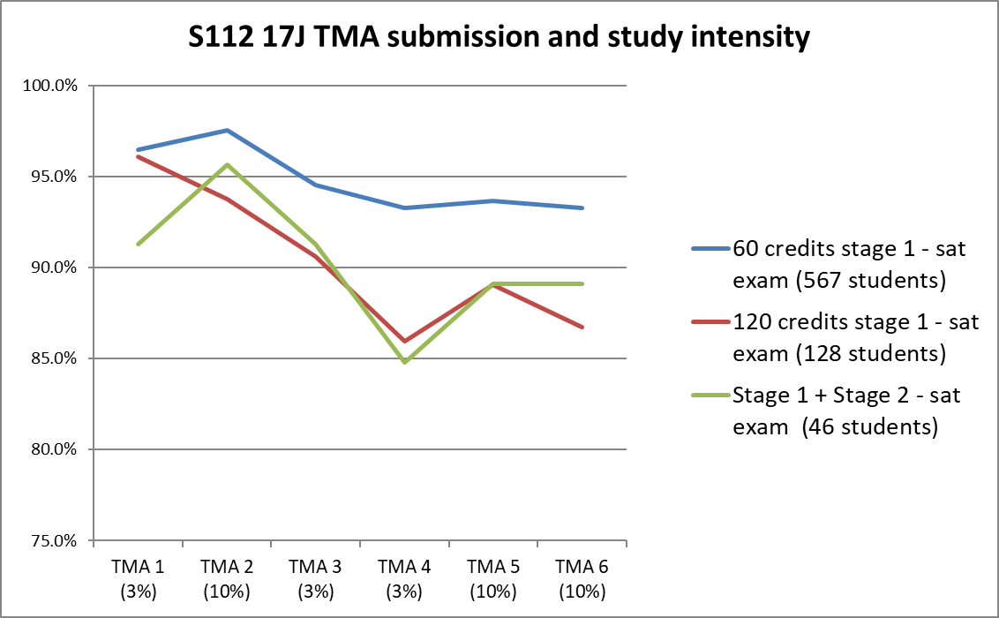 S112 17J TMA submission and study intensity
100.0%
95.0%
90.0%
85.0%
80.0%
75.0%
TMA 1
(3%)
TMA 2
(10%)
TMA 3
(3%)
TMA 4
(3%)
TMA 5
(10%)
TMA 6
(10%)
60 credits stage 1 - sat
exam (567 students)
120 credits stage 1 - sat
exam (128 students)
Stage 1 + Stage 2 - sat
exam  (46 students)